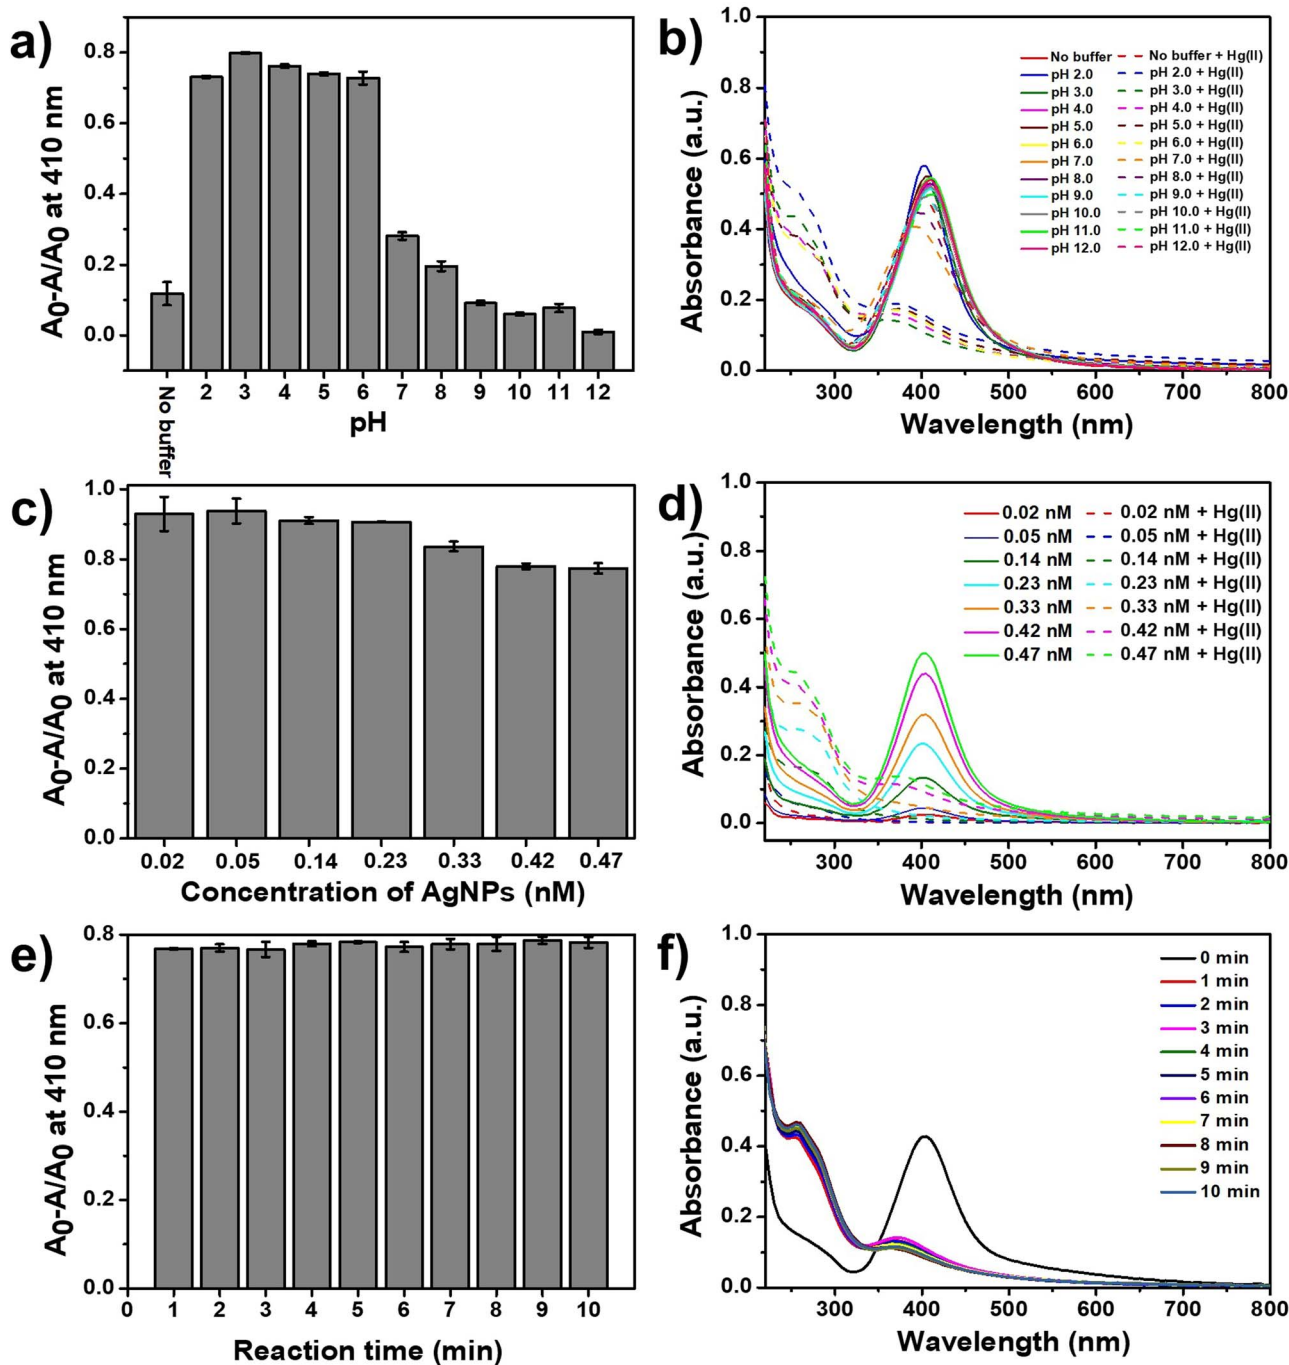 a)
A0-A/A0 at 410 nm
0.8
0.6
0.4
0.2
0.0
No buffer 2 3 4 5 6 7 8 9 10 11 12
pH
b)
Absorbance (a.u.)
1.0
0.8
0.6
0.4
0.2
0.0
No buffer No buffer + Hg(II)
pH 2.0 pH 2.0 + Hg(II)
pH 3.0 pH 3.0 + Hg(II)
pH 4.0 pH 4.0 + Hg(II)
pH 5.0 pH 5.0 + Hg(II)
pH 6.0 pH 6.0 + Hg(II)
pH 7.0 pH 7.0 + Hg(II)
pH 8.0 pH 8.0 + Hg(II)
pH 9.0 pH 9.0 + Hg(II)
pH 10.0 pH 10.0 + Hg(II)
pH 11.0 pH 11.0 + Hg(II)
pH 12.0 pH 12.0 + Hg(II)
300 400 500 600 700 800
Wavelength (nm)
c)
A0-A/A0 at 410 nm
1.0
0.8
0.6
0.4
0.2
0.0
0.02 0.05 0.14 0.23 0.33 0.42 0.47
Concentration of AgNPs (nM)
d)
Absorbance (a.u.)
1.0
0.8
0.6
0.4
0.2
0.0
0.02 nM 0.02 nM + Hg(II)
0.05 nM 0.05 nM + Hg(II)
0.14 nM 0.14 nM + Hg(II)
0.23 nM 0.23 nM + Hg(II)
0.33 nM 0.33 nM + Hg(II)
0.42 nM 0.42 nM + Hg(II)
0.47 nM 0.47 nM + Hg(II)
300 400 500 600 700 800
Wavelength (nm)
e)
A0-A/A0 at 410 nm
0.8
0.6
0.4
0.2
0.0
0 1 2 3 4 5 6 7 8 9 10
Reaction time (min)
f)
Absorbance (a.u.)
1.0
0.8
0.6
0.4
0.2
0.0
0 min
1 min
2 min
3 min
4 min
5 min
6 min
7 min
8 min
9 min
10 min
300 400 500 600 700 800
Wavelength (nm)